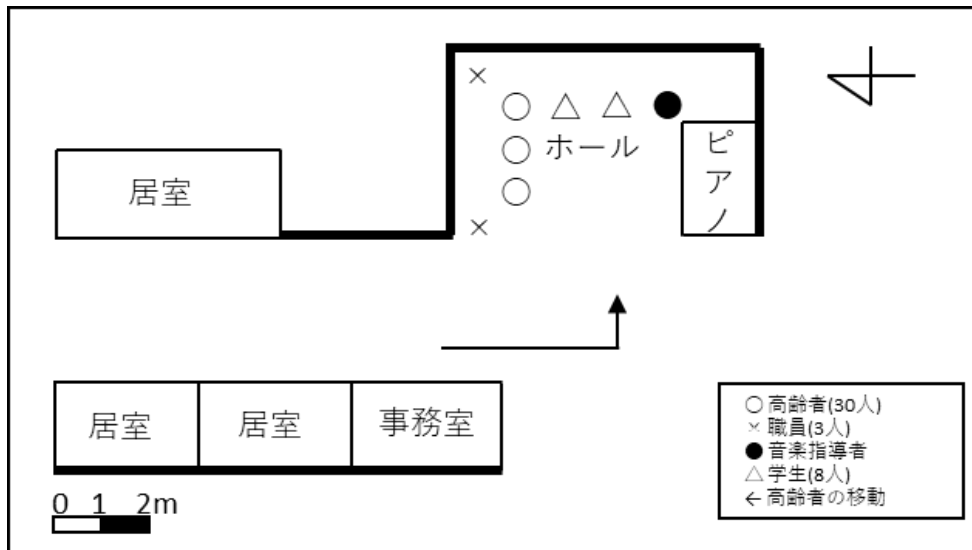 ホール
ピアノ
居室
居室
居室
事務室
0 1 2m
○高齢者(30人)
×職員(3人)
●音楽指導者
△学生(8人)
←高齢者の移動